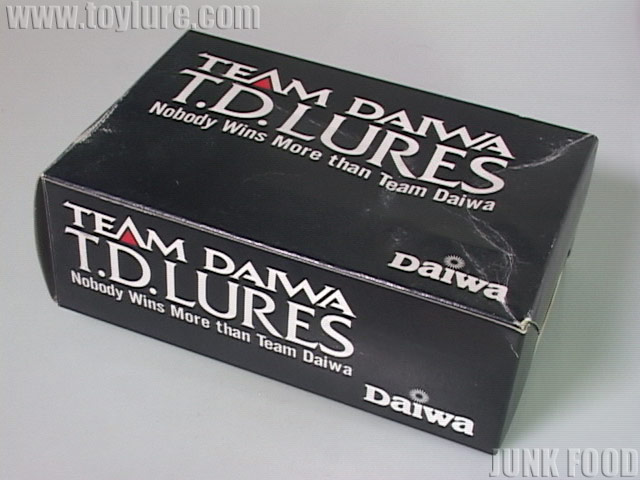 www.toylure.com
TEAM DAIWA
T.D.LURES
Nobody Wins More than Team Daiwa
Daiwa
TEAM DAIWA
T.D.LURES
Nobody Wins More than Team Daiwa
Daiwa
JUNK FOOD